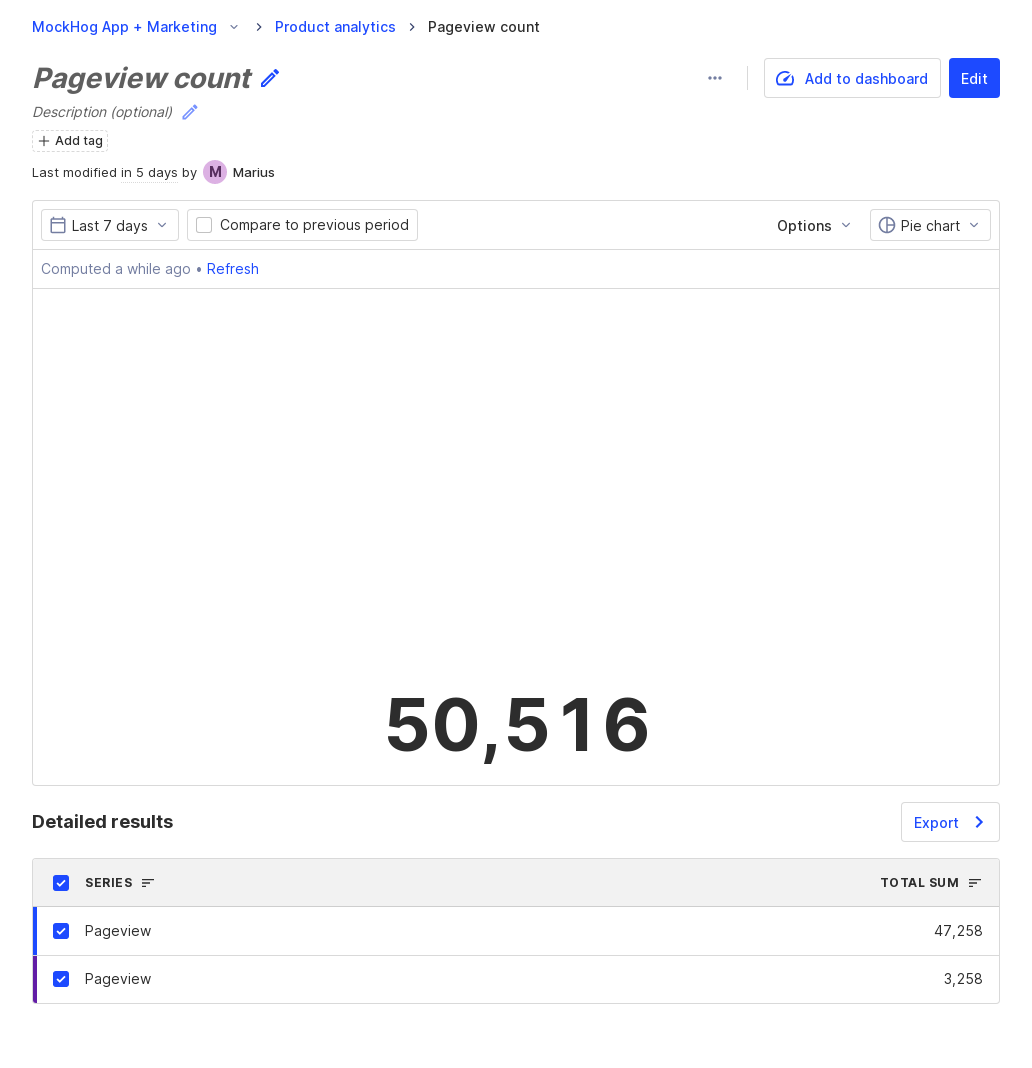 MockHog App + Marketing Product analytics Pageview count
Pageview count
Add to dashboard
Edit
Description (optional)
Add tag
Last modified in 5 days by M Marius
Last 7 days Compare to previous period Options Pie chart
Computed a while ago • Refresh
50,516
Detailed results
Export
SERIES TOTAL SUM
Pageview 47,258
Pageview 3,258